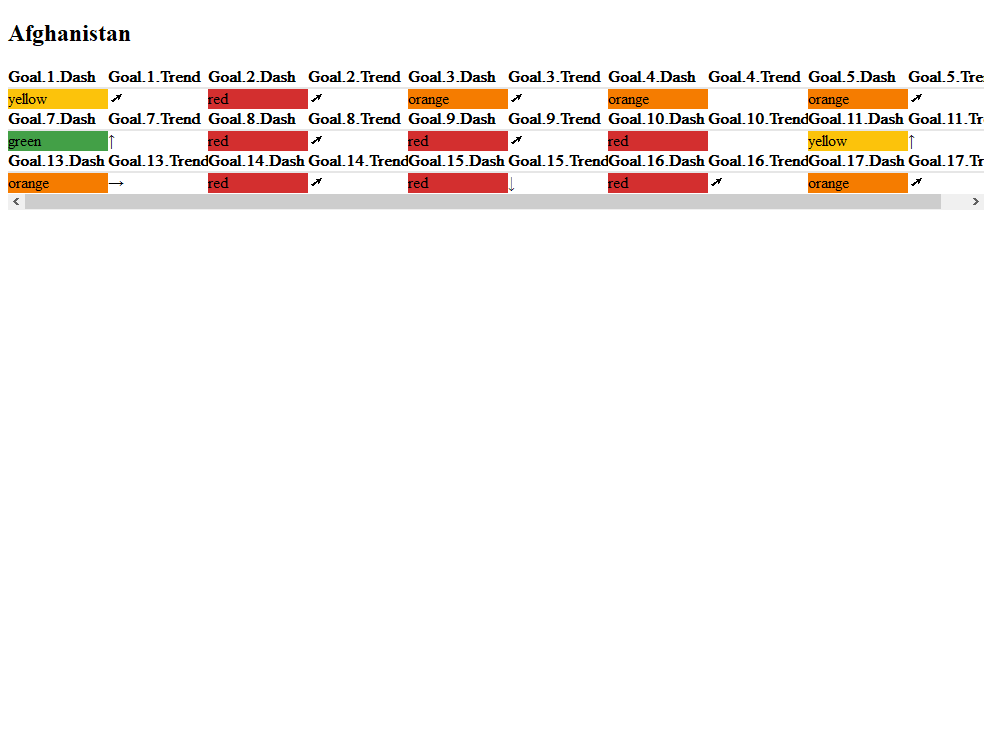 Afghanistan
Goal.1.Dash Goal.1.Trend Goal.2.Dash Goal.2.Trend Goal.3.Dash Goal.3.Trend Goal.4.Dash Goal.4.Trend Goal.5.Dash Goal.5.Tre
yellow ↗ red ↗ orange ↗ orange orange ↗
Goal.7.Dash Goal.7.Trend Goal.8.Dash Goal.8.Trend Goal.9.Dash Goal.9.Trend Goal.10.Dash Goal.10.Trend Goal.11.Dash Goal.11.Tr
green ↑ red ↗ red ↗ red yellow ↑
Goal.13.Dash Goal.13.Trend Goal.14.Dash Goal.14.Trend Goal.15.Dash Goal.15.Trend Goal.16.Dash Goal.16.Trend Goal.17.Dash Goal.17.Tr
orange → red ↗ red ↓ red ↗ orange ↗